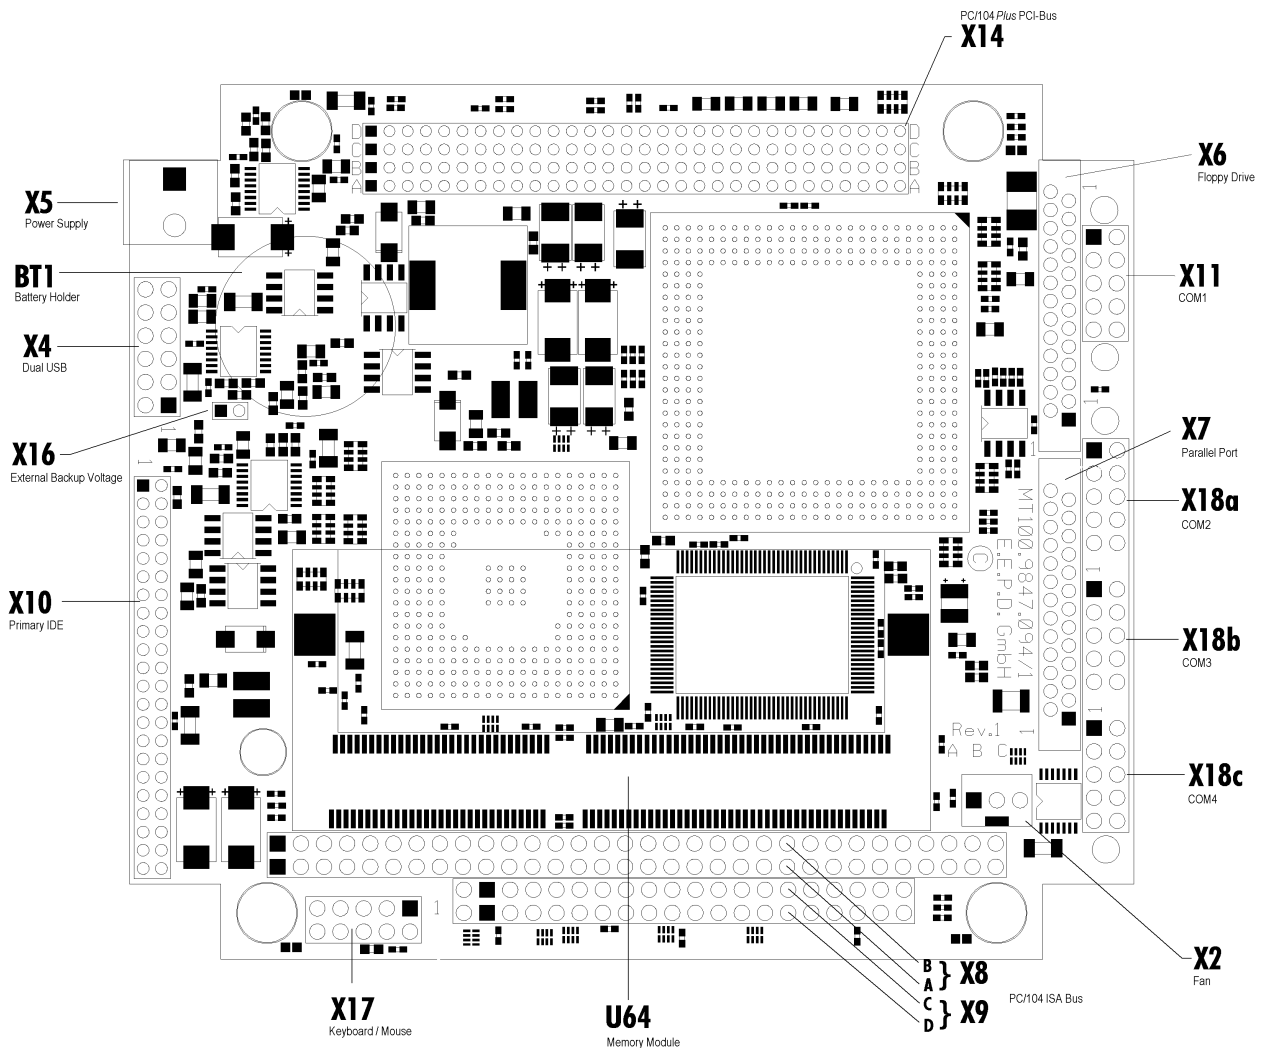 PC/104 Plus PCI-Bus
X14
D D
C C
B B
A A
X6
Floppy Drive
1
X5
Power Supply
BT1
Battery Holder
X11
COM1
X4
Dual USB
1
X16
External Backup Voltage
1
1
1
X7
Parallel Port
X18a
COM2
MT100.9847.094/1
© E.E.P.D. GmbH
1
X10
Primary IDE
X18b
COM3
1
Rev.1 1
A B C
X18c
COM4
1
X2
Fan
B
A } X8
C
D } X9
PC/104 ISA Bus
X17
Keyboard / Mouse
U64
Memory Module